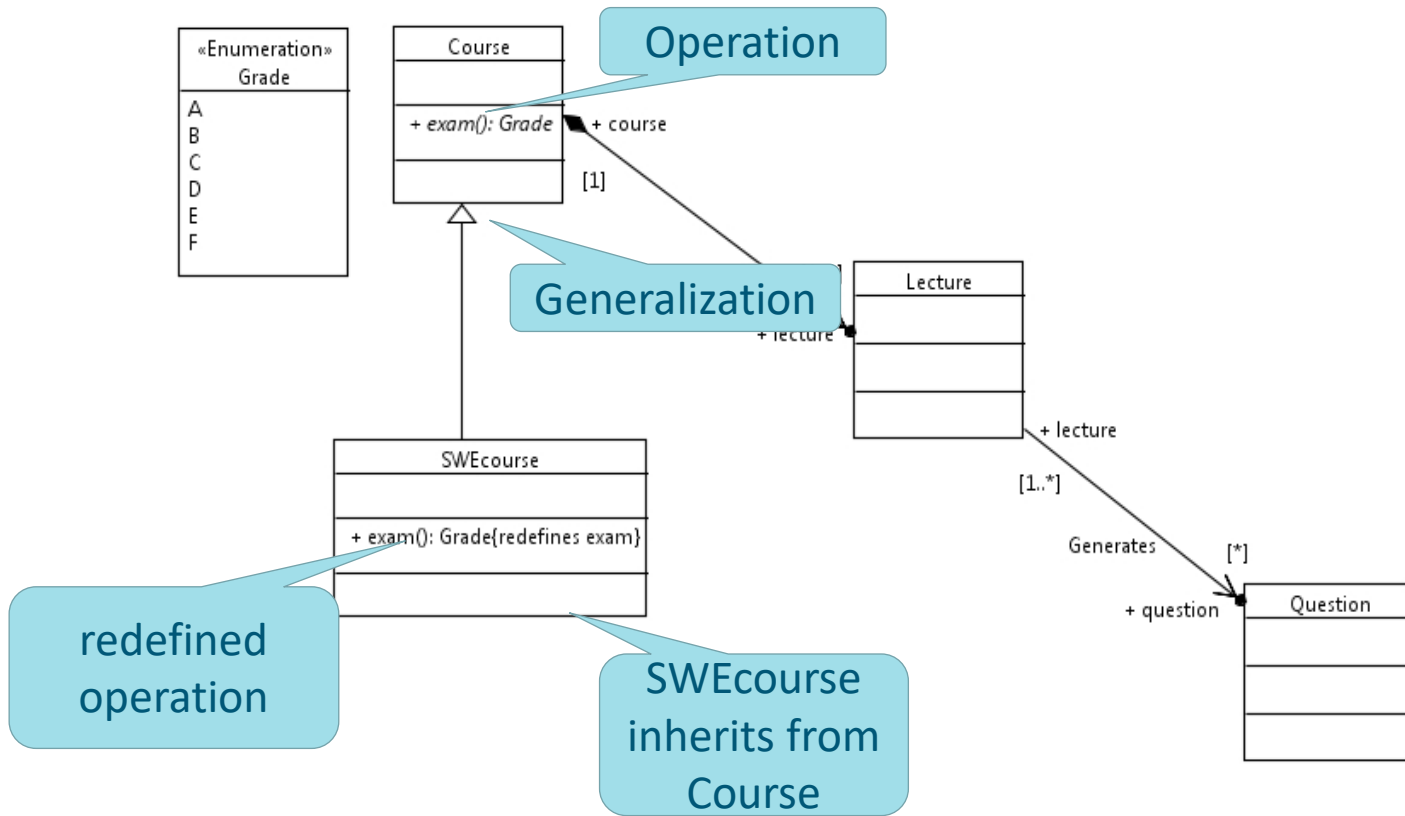 «Enumeration»
Grade
A
B
C
D
E
F
Course
+ exam(): Grade
Operation
+ course
[1]
Generalization
]
+ lecture
Lecture
SWEcourse
+ exam(): Grade{redefines exam}
+ lecture
[1..*]
Generates
[*]
+ question
Question
redefined
operation
SWEcourse
inherits from
Course